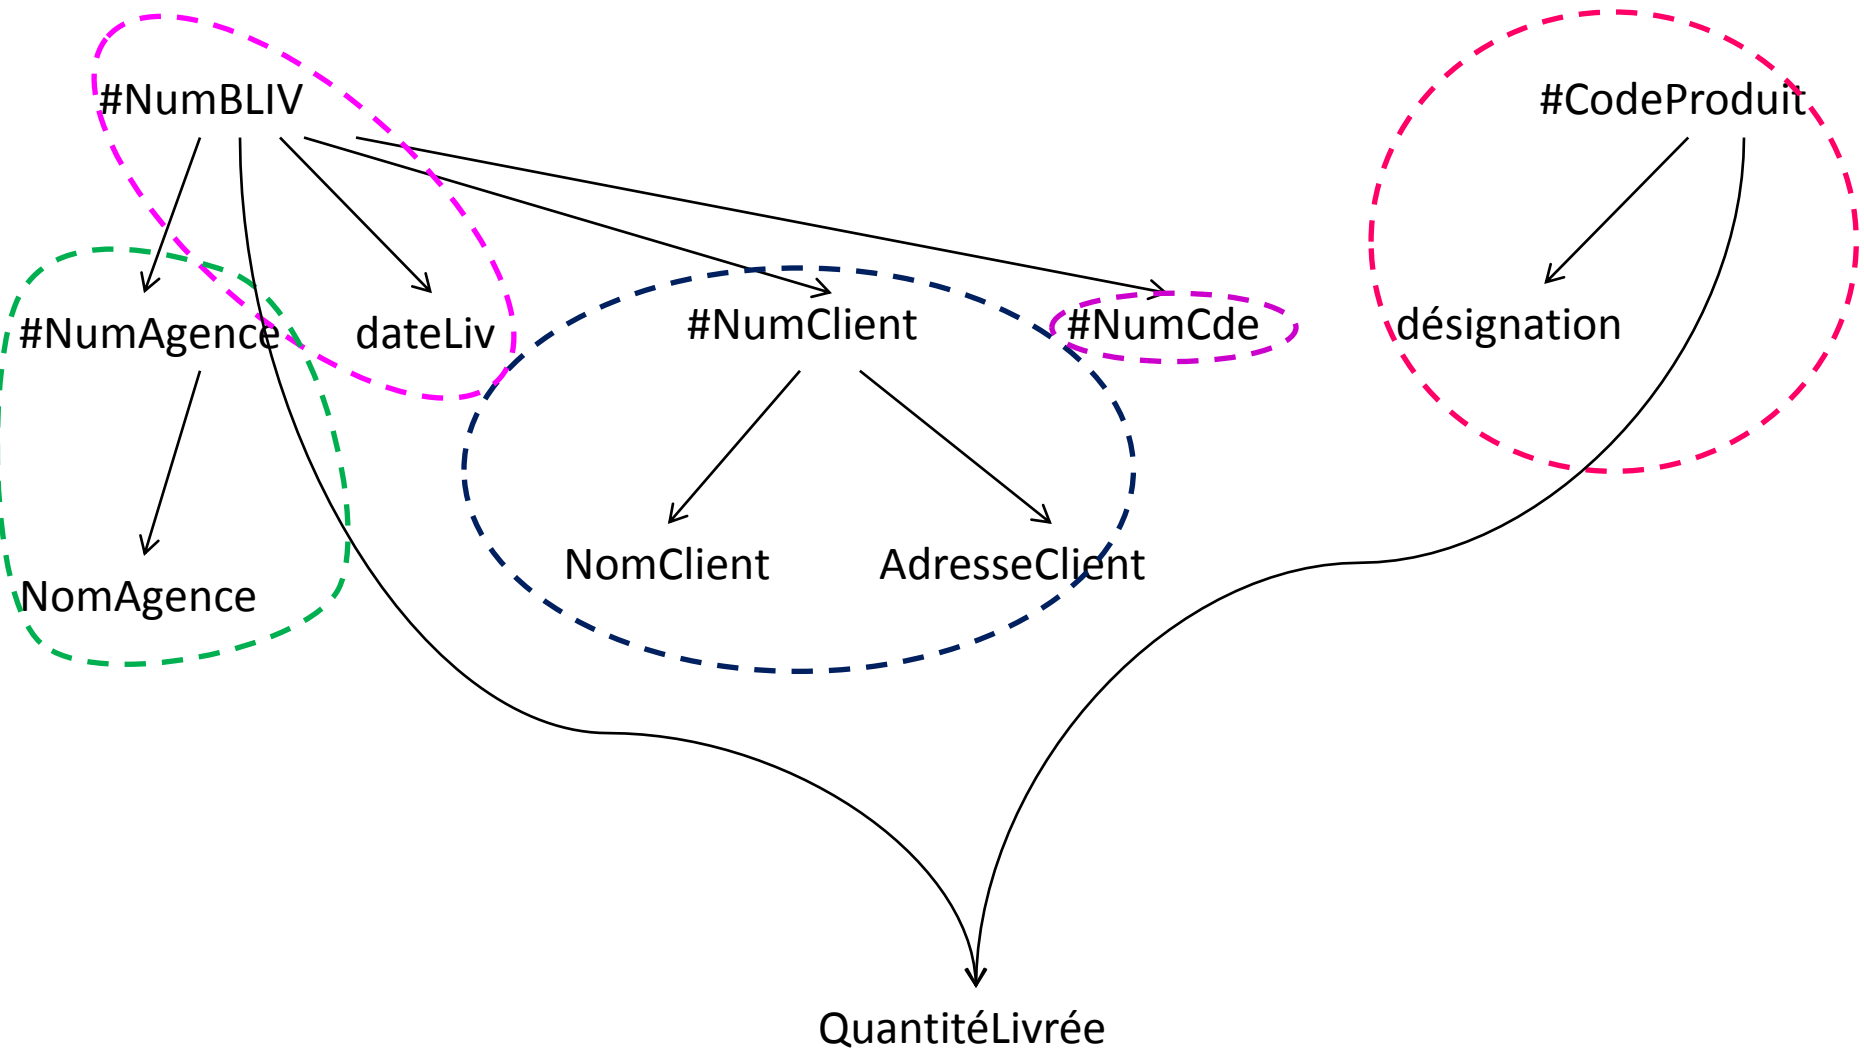 #NumBLIV
#CodeProduit
#NumAgence
dateLiv
#NumClient
#NumCde
désignation
NomClient
AdresseClient
NomAgence
QuantitéLivrée